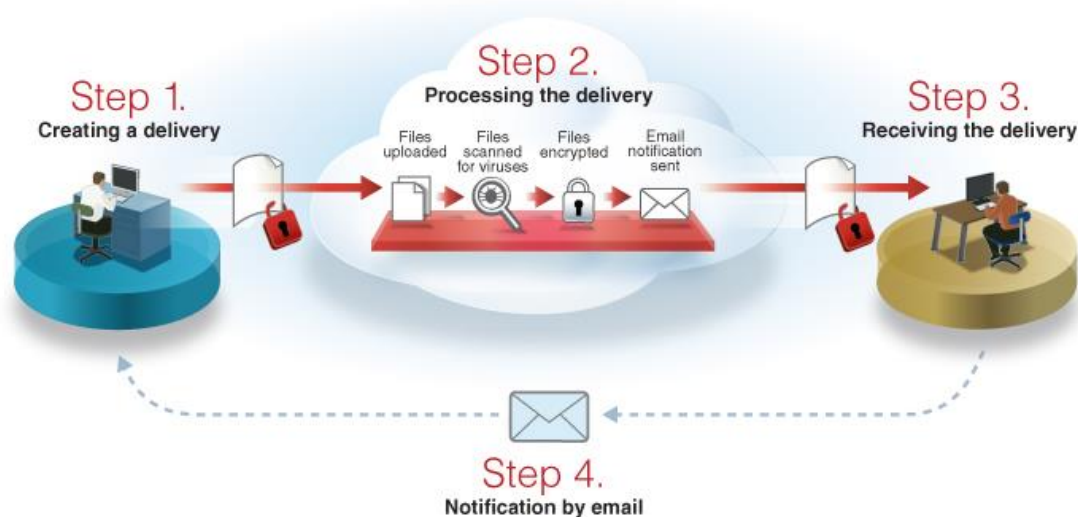 Step 1.
Creating a delivery
Step 2.
Processing the delivery
Files
uploaded
Files
scanned
for viruses
Files
encrypted
Email
notification
sent
Step 3.
Receiving the delivery
Step 4.
Notification by email